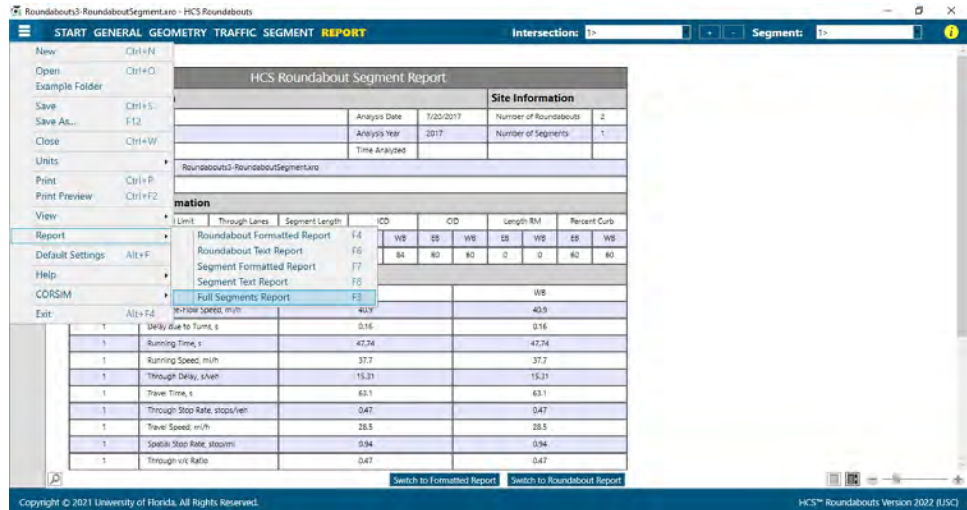 Roundabouts3-RoundaboutSegment.xro - HCS Roundabouts
START GENERAL GEOMETRY TRAFFIC SEGMENT REPORT Intersection: 1> + - Segment: 1>
New Ctrl+N
Open Ctrl+O
Example Folder
Save Ctrl+S
Save As... F12
Close Ctrl+W
Units
Print Ctrl+P
Print Preview Ctrl+F2
View
Report
Default Settings Alt+F
Help
CORSIM
Exit Alt+F4
Roundabout Formatted Report F4
Roundabout Text Report F6
Segment Formatted Report F7
Segment Text Report F8
Full Segments Report F3
HCS Roundabout Segment Report
Site Information
Analysis Date 7/20/2017 Number of Roundabouts 2
Analysis Year 2017 Number of Segments 1
Time Analyzed
Roundabouts3-RoundaboutSegment.xro
mation
Limit Through Lanes Segment Length ICD CID Length RM Percent Curb
WB EB WB EB WB EB WB
84 60 60 0 0 60 60
WB
e-Flow Speed, mi/h 40.9 40.9
1 Delay due to Turns, s 0.16 0.16
1 Running Time, s 47.74 47.74
1 Running Speed, mi/h 37.7 37.7
1 Through Delay, s/veh 15.31 15.31
1 Travel Time, s 63.1 63.1
1 Through Stop Rate, stops/veh 0.47 0.47
1 Travel Speed, mi/h 28.5 28.5
1 Spatial Stop Rate, stop/mi 0.94 0.94
1 Through v/c Ratio 0.47 0.47
Switch to Formatted Report Switch to Roundabout Report
Copyright © 2021 University of Florida, All Rights Reserved. HCS™ Roundabouts Version 2022 (USC)